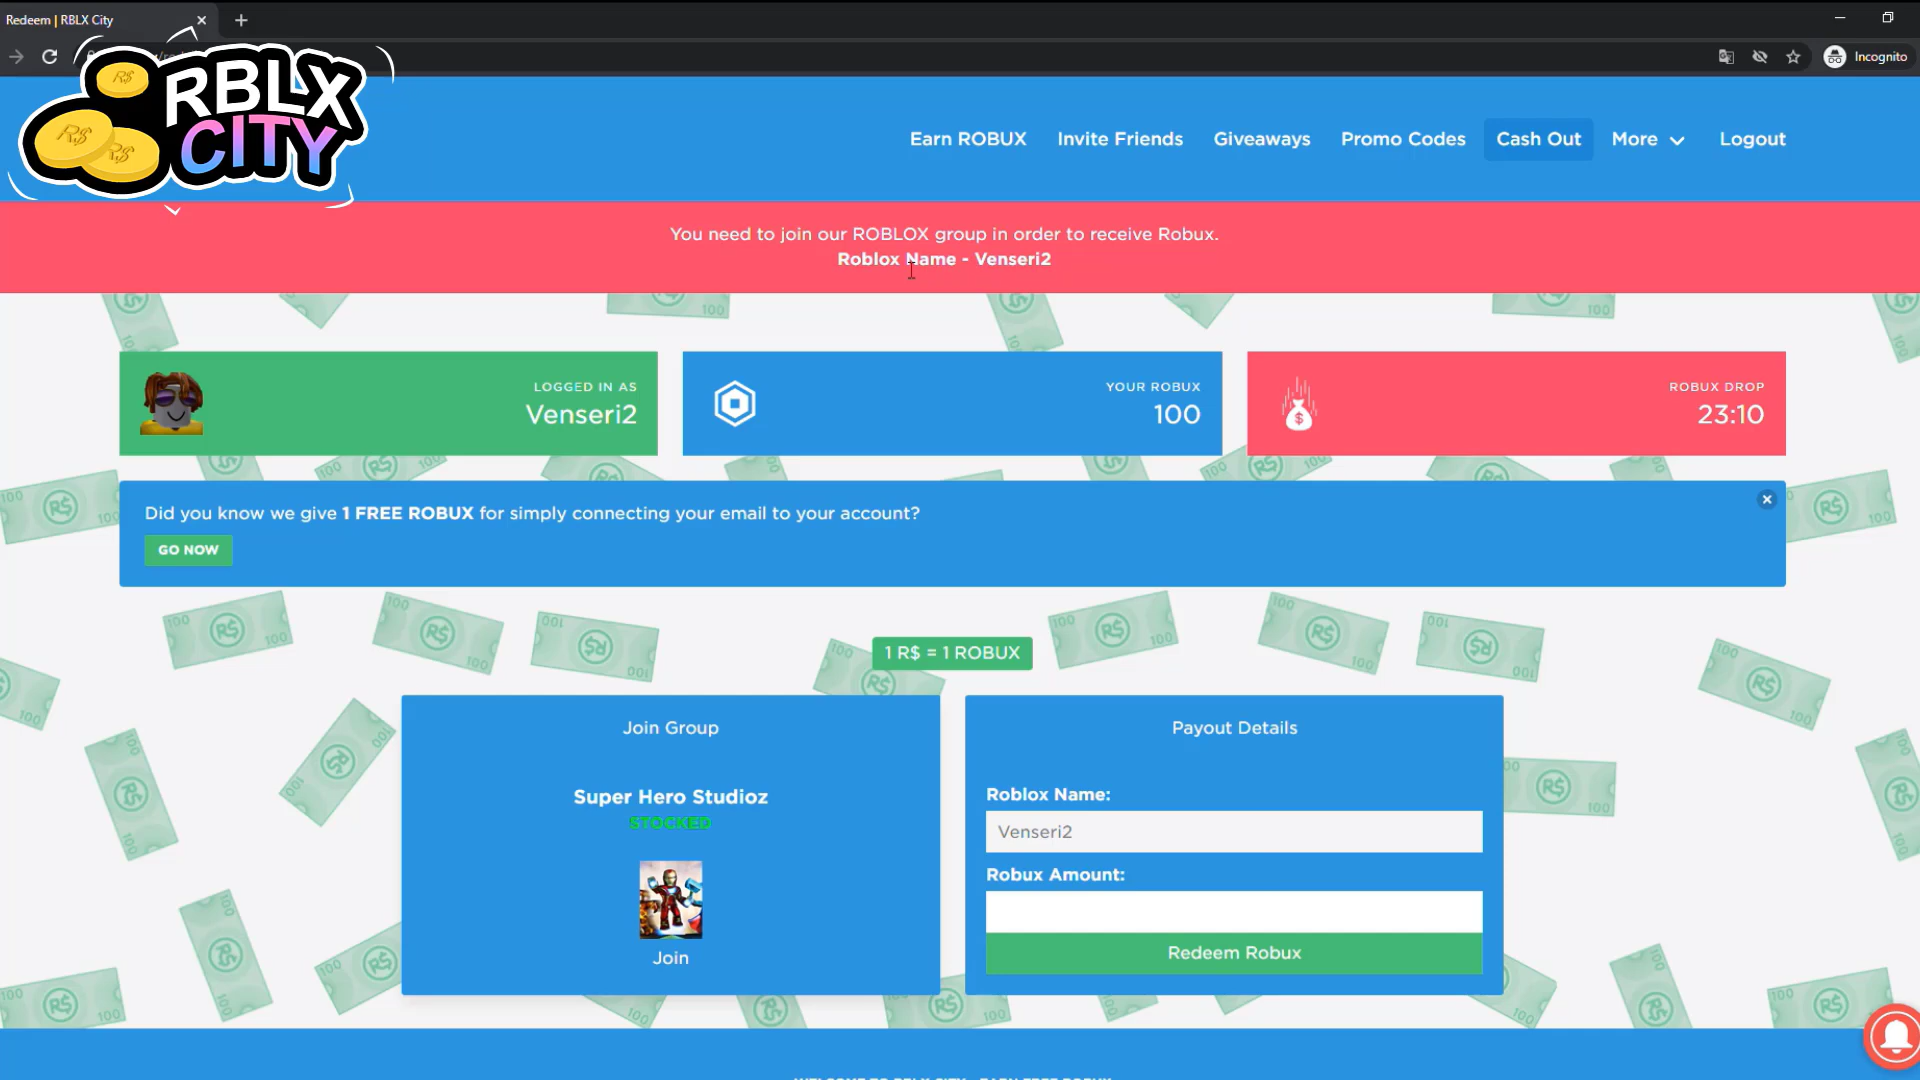 Redeem | RBLX City
Incognito
R$
RBLX
CITY
R$
R$
Earn ROBUX
Invite Friends
Giveaways
Promo Codes
Cash Out
More
Logout
You need to join our ROBLOX group in order to receive Robux.
Roblox Name - Venseri2
LOGGED IN AS
Venseri2
YOUR ROBUX
100
ROBUX DROP
23:10
Did you know we give 1 FREE ROBUX for simply connecting your email to your account?
GO NOW
1 R$ = 1 ROBUX
Join Group
Super Hero Studioz
STOCKED
Join
Payout Details
Roblox Name:
Venseri2
Robux Amount:
Redeem Robux